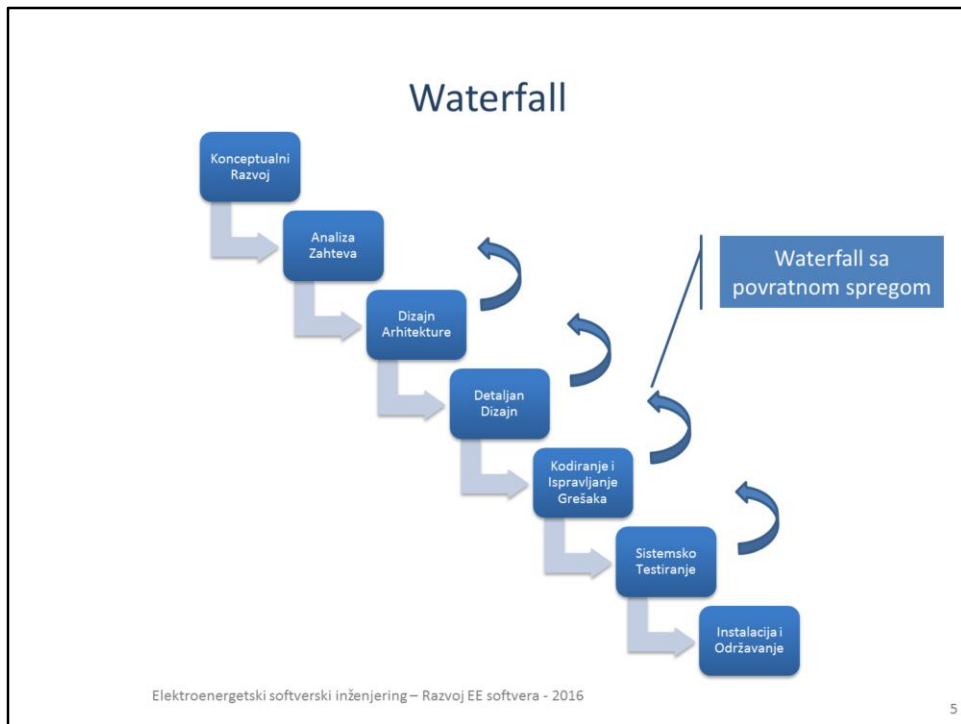 Waterfall
Konceptualni
Razvoj
Analiza
Zahteva
Waterfall sa
povratnom spregom
Dizajn
Arhitekture
Detaljan
Dizajn
Kodiranje i
Ispravljanje
Grešaka
Sistemsko
Testiranje
Instalacija i
Održavanje
Elektroenergetski softverski inženjering – Razvoj EE softvera - 2016
5